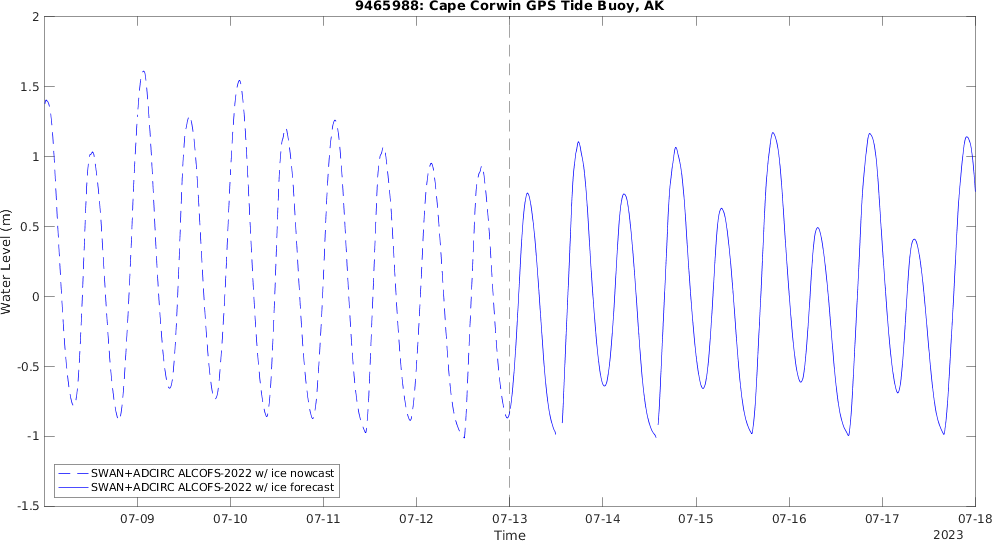 9465988: Cape Corwin GPS Tide Buoy, AK
2
1.5
1
0.5
0
-0.5
-1
-1.5
Water Level (m)
SWAN+ADCIRC ALCOFS-2022 w/ ice nowcast
SWAN+ADCIRC ALCOFS-2022 w/ ice forecast
07-09 07-10 07-11 07-12 07-13 07-14 07-15 07-16 07-17 07-18
Time
2023